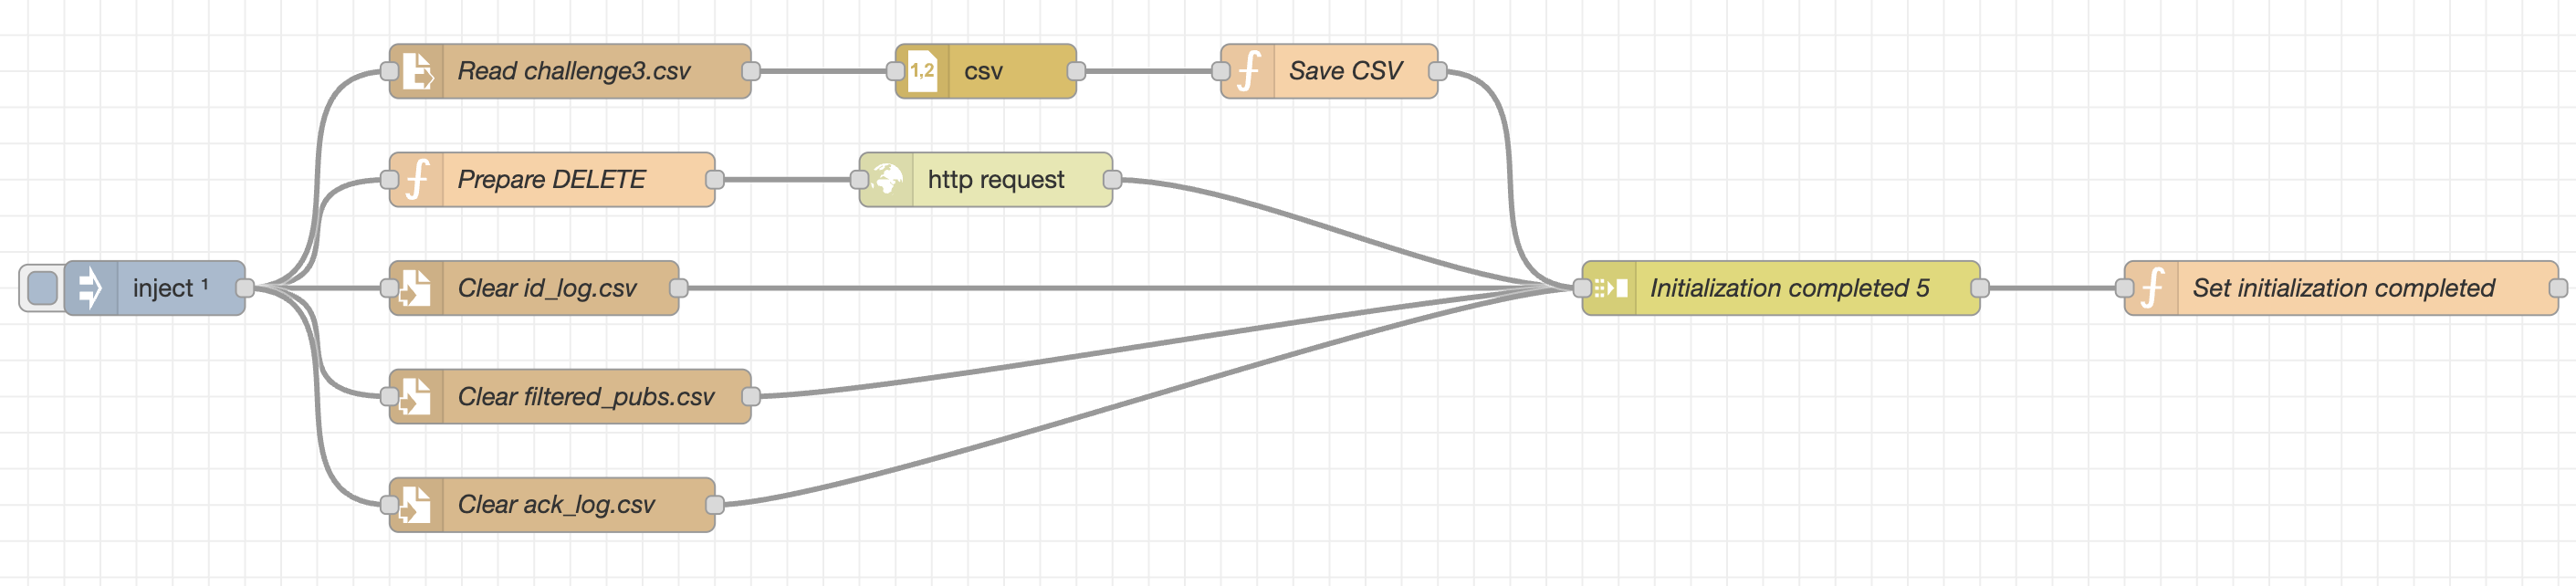 Read challenge3.csv
1,2
csv
Save CSV
Prepare DELETE
http request
inject ¹
Clear id_log.csv
Initialization completed 5
Set initialization completed
Clear filtered_pubs.csv
Clear ack_log.csv